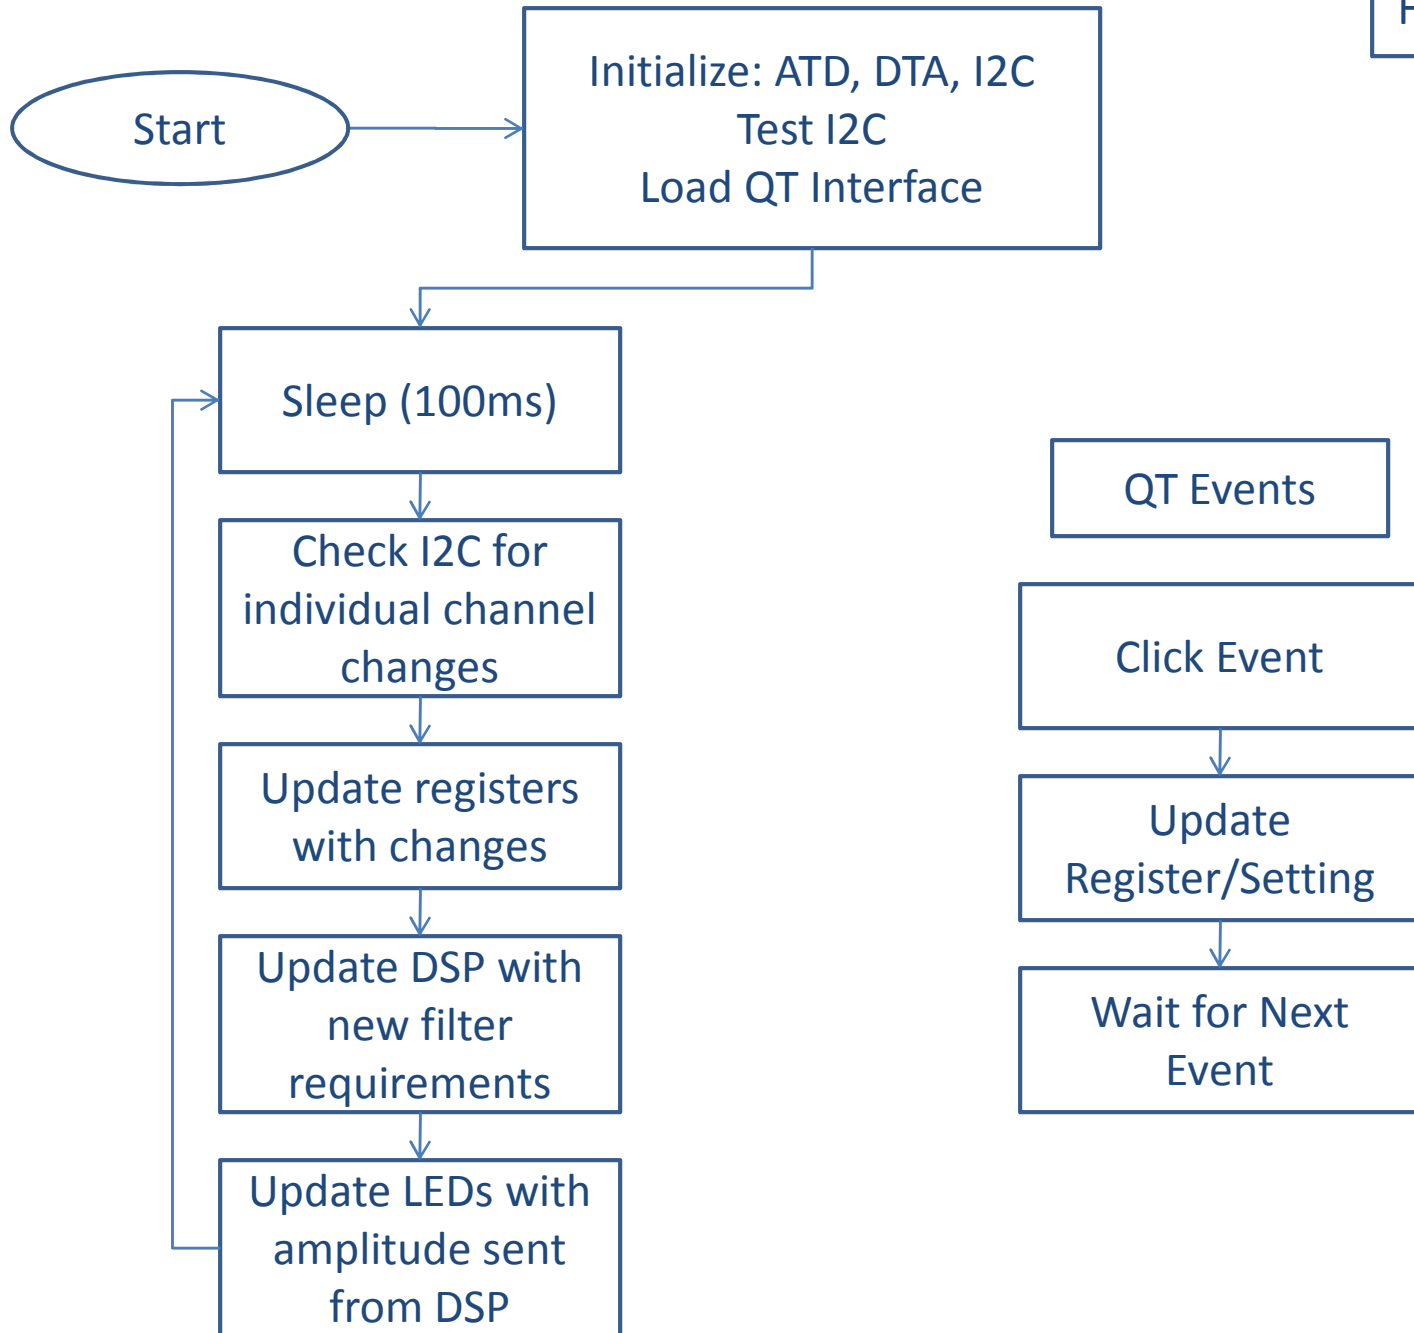 Start
Initialize: ATD, DTA, I2C
Test I2C
Load QT Interface
Sleep (100ms)
Check I2C for
individual channel
changes
Update registers
with changes
Update DSP with
new filter
requirements
Update LEDs with
amplitude sent
from DSP
QT Events
Click Event
Update
Register/Setting
Wait for Next
Event